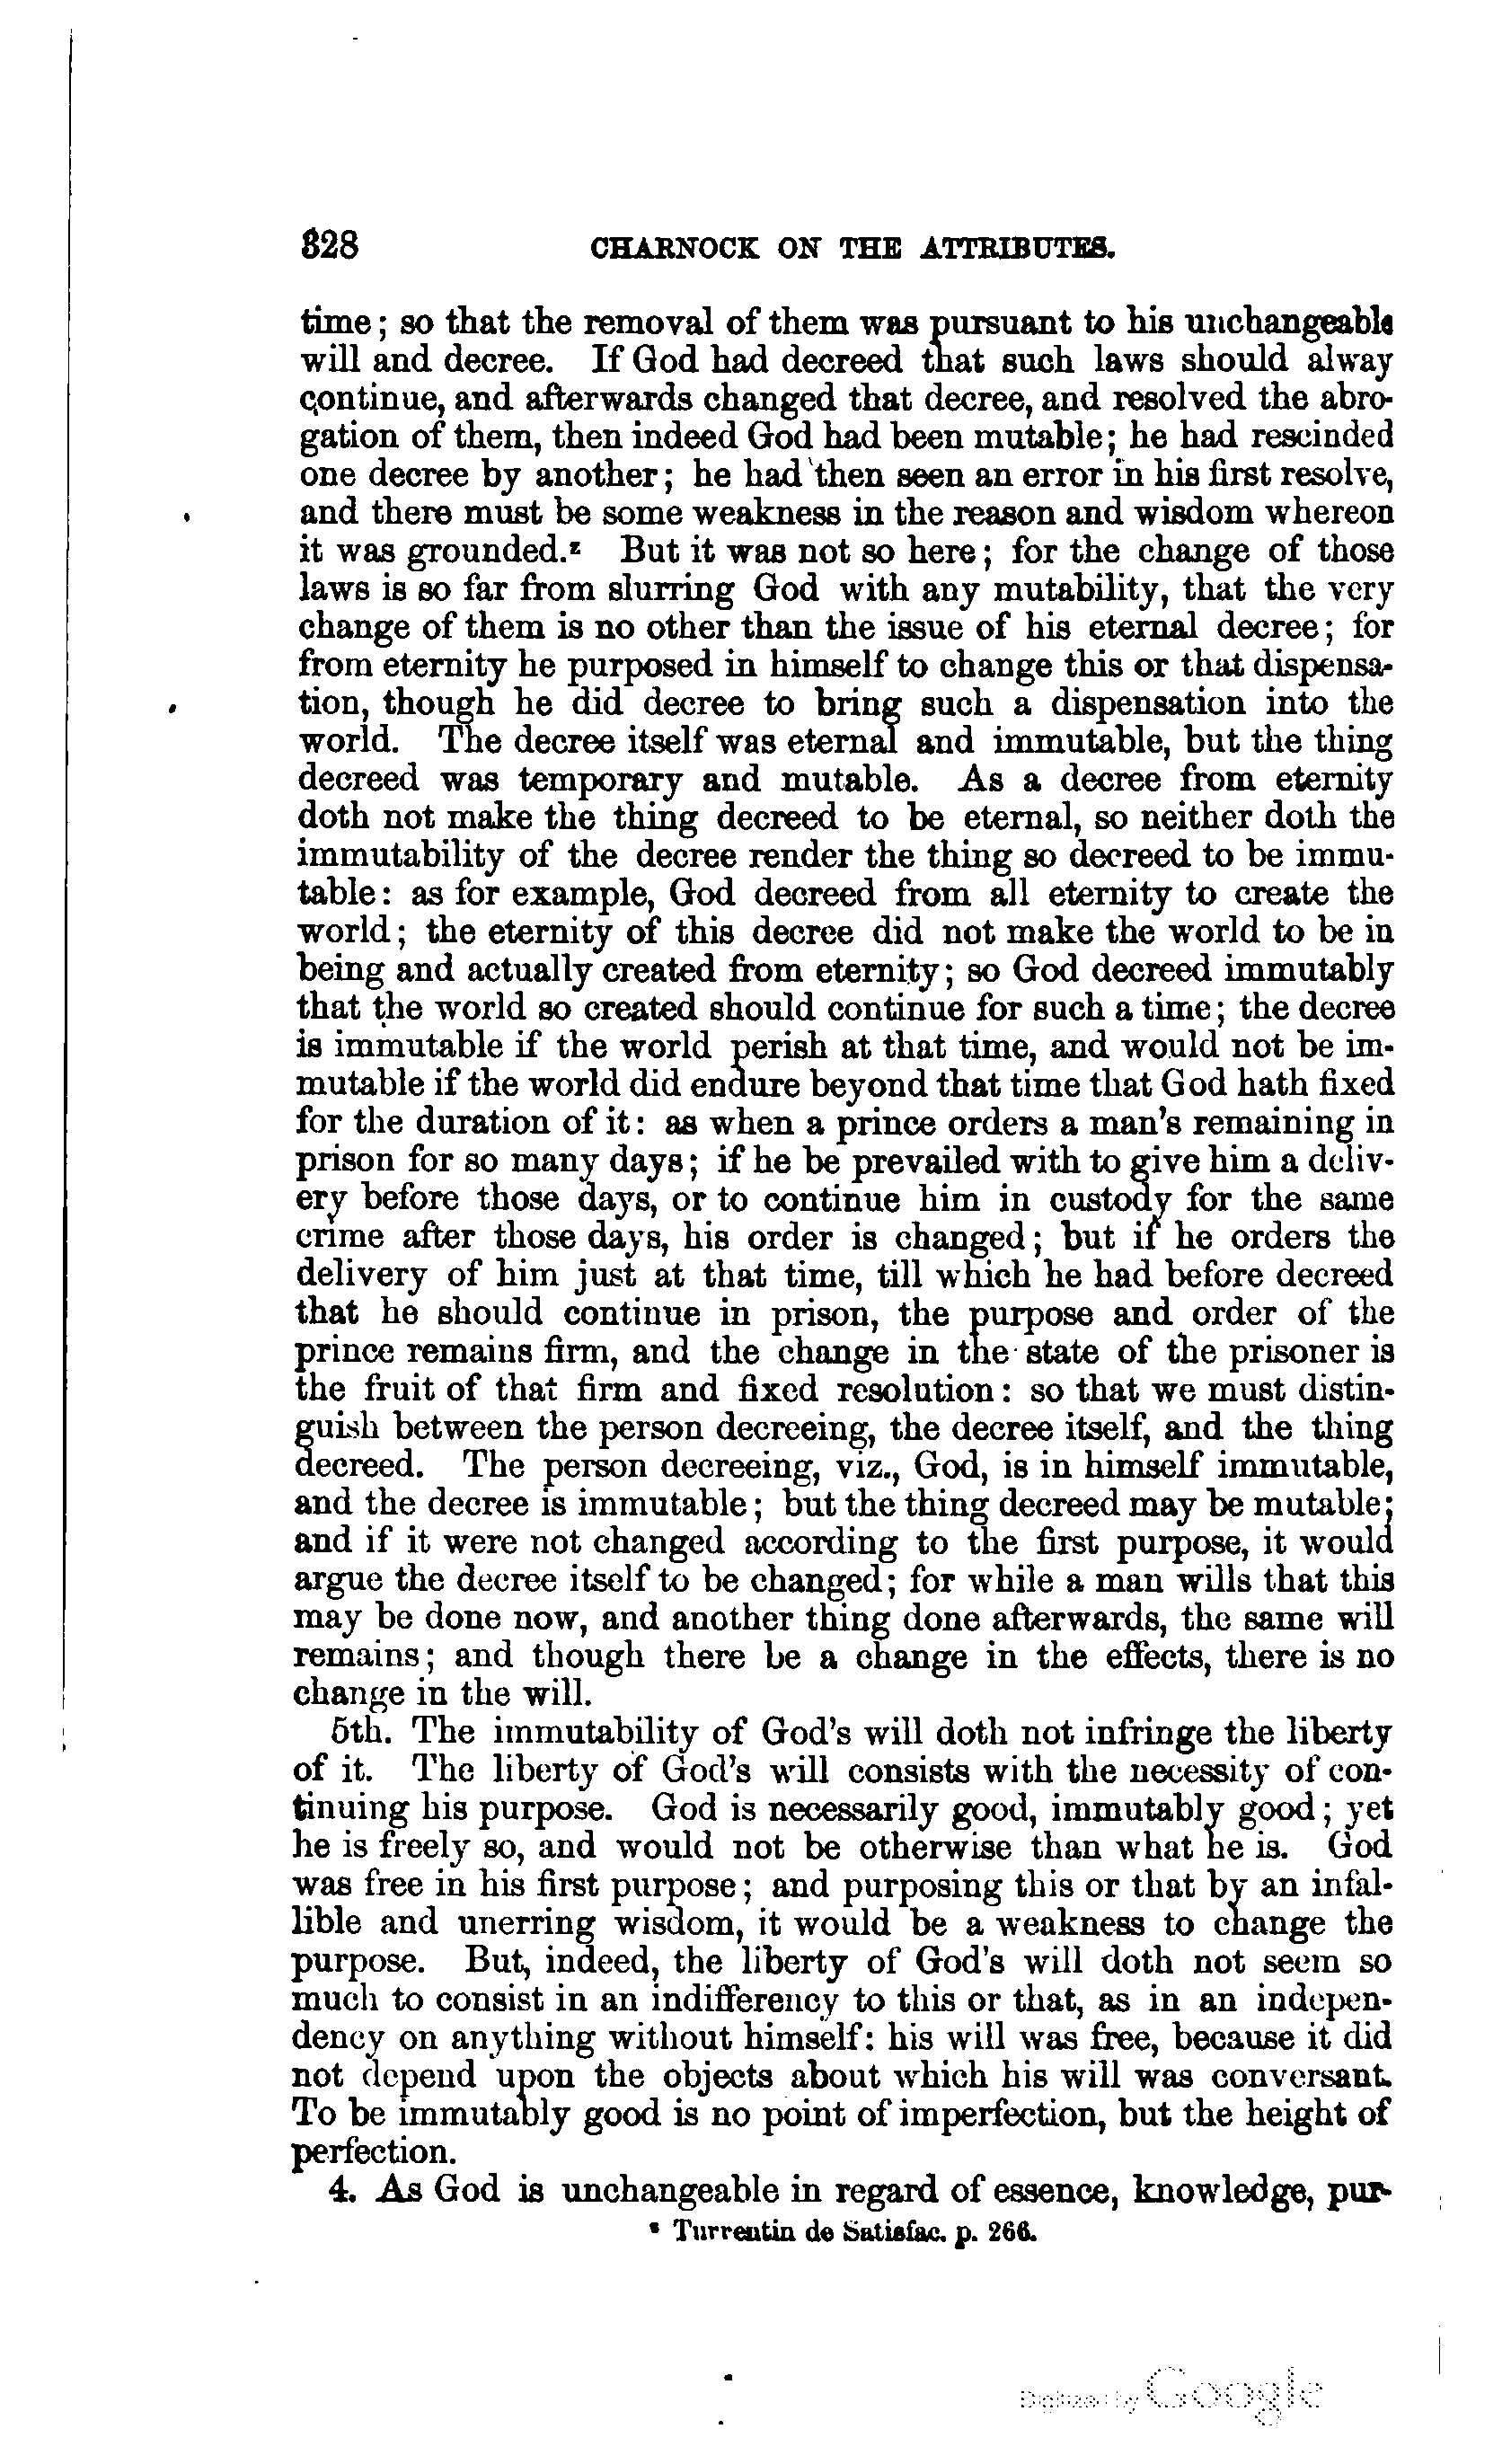 328 CHARNOCK ON THE ATTRIBUTES.
time; so that the removal of them was pursuant to his unchangeable
will and decree. If God had decreed that such laws should alway
continue, and afterwards changed that decree, and resolved the abro-
gation of them, then indeed God had been mutable; he had rescinded
one decree by another; he had then seen an error in his first resolve,
and there must be some weakness in the reason and wisdom whereon
it was grounded.ᶻ But it was not so here; for the change of those
laws is so far from slurring God with any mutability, that the very
change of them is no other than the issue of his eternal decree; for
from eternity he purposed in himself to change this or that dispensa-
tion, though he did decree to bring such a dispensation into the
world. The decree itself was eternal and immutable, but the thing
decreed was temporary and mutable. As a decree from eternity
doth not make the thing decreed to be eternal, so neither doth the
immutability of the decree render the thing so decreed to be immu-
table: as for example, God decreed from all eternity to create the
world; the eternity of this decree did not make the world to be in
being and actually created from eternity; so God decreed immutably
that the world so created should continue for such a time; the decree
is immutable if the world perish at that time, and would not be im-
mutable if the world did endure beyond that time that God hath fixed
for the duration of it: as when a prince orders a man's remaining in
prison for so many days; if he be prevailed with to give him a deliv-
ery before those days, or to continue him in custody for the same
crime after those days, his order is changed; but if he orders the
delivery of him just at that time, till which he had before decreed
that he should continue in prison, the purpose and order of the
prince remains firm, and the change in the state of the prisoner is
the fruit of that firm and fixed resolution: so that we must distin-
guish between the person decreeing, the decree itself, and the thing
decreed. The person decreeing, viz., God, is in himself immutable,
and the decree is immutable; but the thing decreed may be mutable;
and if it were not changed according to the first purpose, it would
argue the decree itself to be changed; for while a man wills that this
may be done now, and another thing done afterwards, the same will
remains; and though there be a change in the effects, there is no
change in the will.
5th. The immutability of God's will doth not infringe the liberty
of it. The liberty of God's will consists with the necessity of con-
tinuing his purpose. God is necessarily good, immutably good; yet
he is freely so, and would not be otherwise than what he is. God
was free in his first purpose; and purposing this or that by an infal-
lible and unerring wisdom, it would be a weakness to change the
purpose. But, indeed, the liberty of God's will doth not seem so
much to consist in an indifferency to this or that, as in an indepen-
dency on anything without himself: his will was free, because it did
not depend upon the objects about which his will was conversant.
To be immutably good is no point of imperfection, but the height of
perfection.
4. As God is unchangeable in regard of essence, knowledge, pur-
ᶻ Turrentin de Satisfac. p. 266.
Digitized by Google